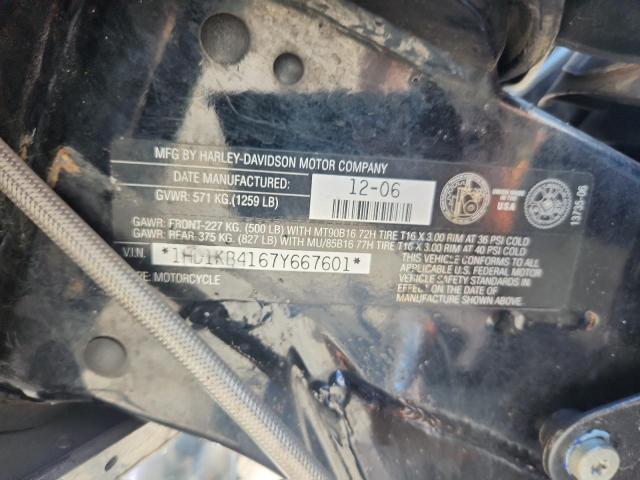 MFG BY HARLEY-DAVIDSON MOTOR COMPANY
DATE MANUFACTURED: 12-06
GVWR: 571 KG.(1259 LB)
GAWR: FRONT-227 KG. (500 LB) WITH MT90B16 72H TIRE T16 X 3.00 RIM AT 36 PSI COLD
GAWR: REAR-375 KG. (827 LB) WITH MU/85B16 77H TIRE T16 X 3.00 RIM AT 40 PSI COLD
V.I.N. *1HD1KB4167Y667601*
MOTORCYCLE
THIS VEHICLE CONFORMS TO ALL
APPLICABLE U.S. FEDERAL MOTOR
VEHICLE SAFETY STANDARDS IN
EFFECT ON THE DATE OF
MANUFACTURE SHOWN ABOVE.
U.S.A.